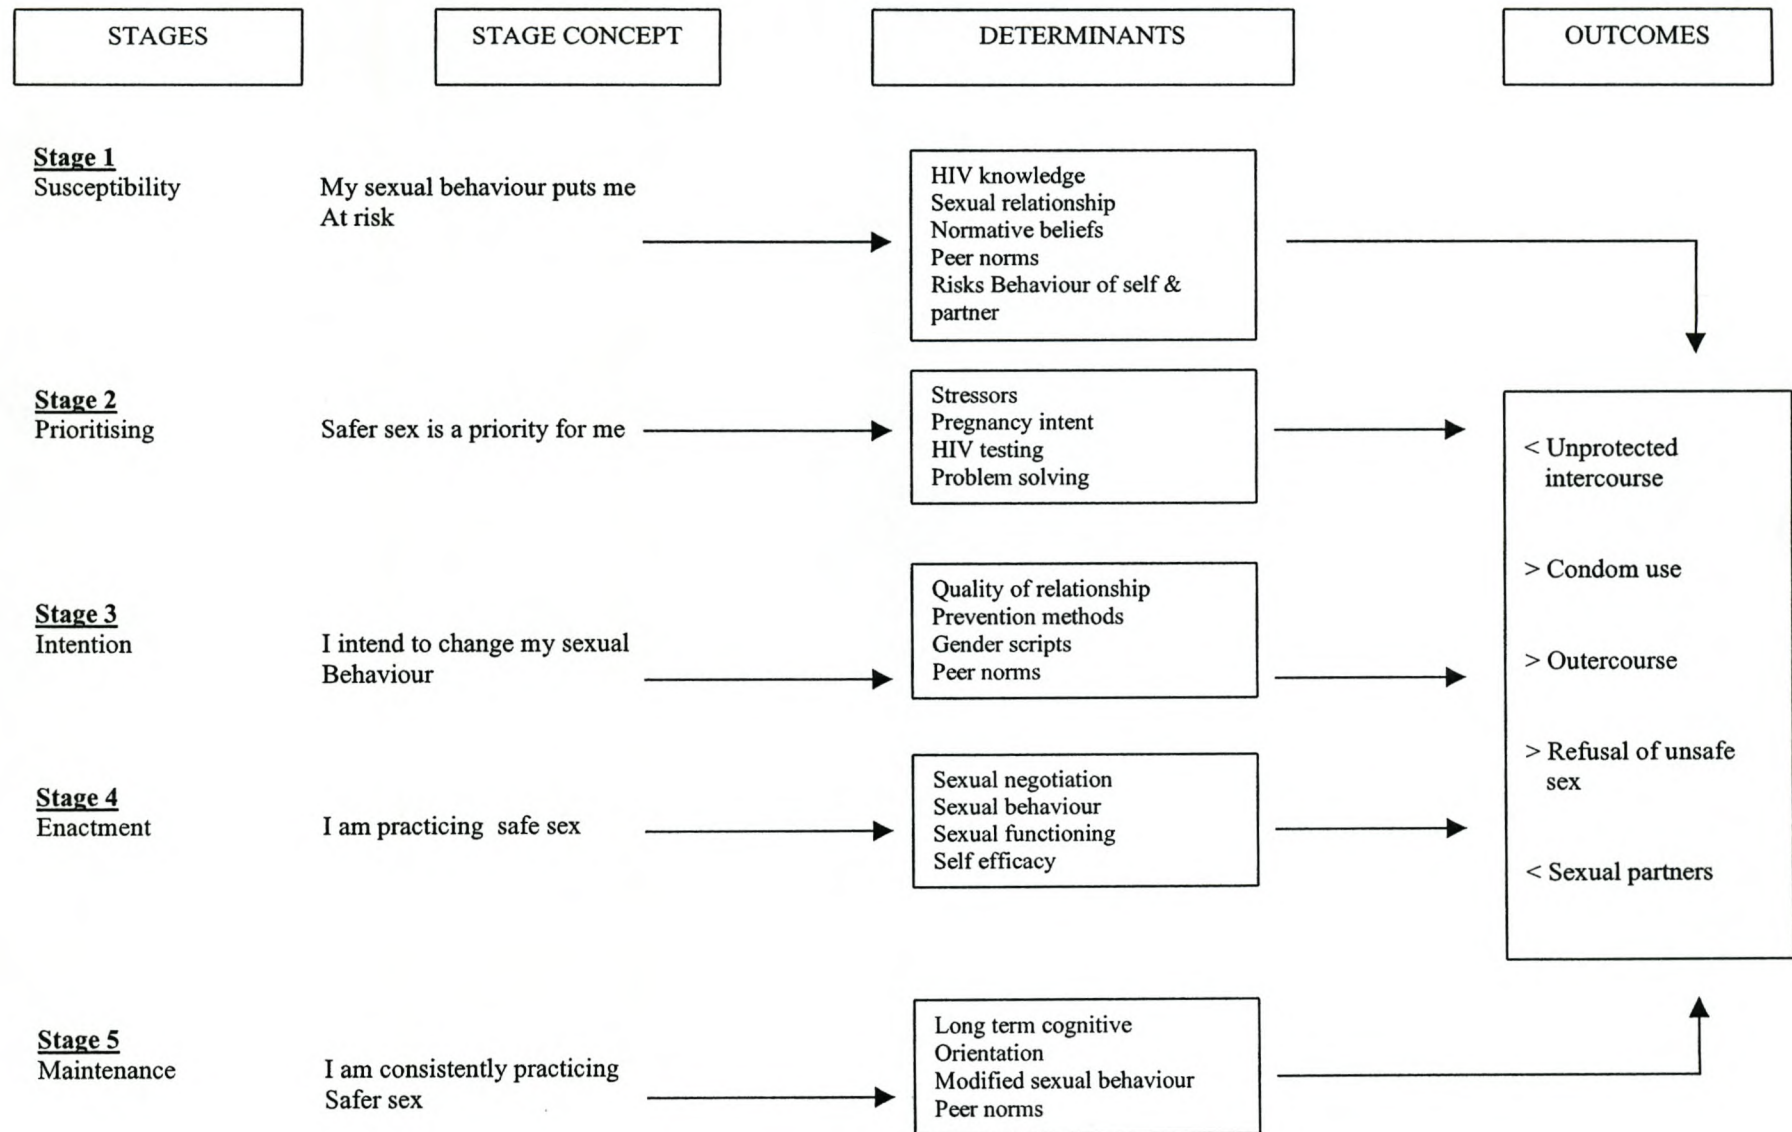 STAGES
STAGE CONCEPT
DETERMINANTS
OUTCOMES
Stage 1
Susceptibility
My sexual behaviour puts me
At risk
HIV knowledge
Sexual relationship
Normative beliefs
Peer norms
Risks Behaviour of self &
partner
Stage 2
Prioritising
Safer sex is a priority for me
Stressors
Pregnancy intent
HIV testing
Problem solving
Stage 3
Intention
I intend to change my sexual
Behaviour
Quality of relationship
Prevention methods
Gender scripts
Peer norms
Stage 4
Enactment
I am practicing safe sex
Sexual negotiation
Sexual behaviour
Sexual functioning
Self efficacy
Stage 5
Maintenance
I am consistently practicing
Safer sex
Long term cognitive
Orientation
Modified sexual behaviour
Peer norms
< Unprotected
intercourse
> Condom use
> Outercourse
> Refusal of unsafe
sex
< Sexual partners